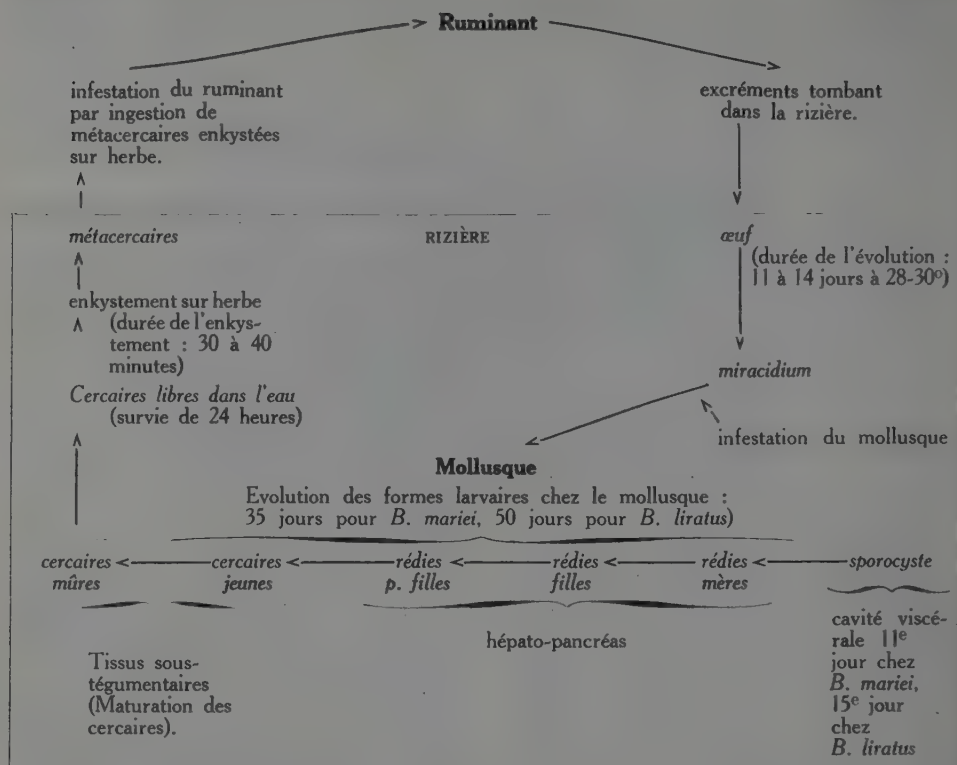 Ruminant
infestation du ruminant
par ingestion de
métacercaires enkystées
sur herbe.
excréments tombant
dans la rizière.
métacercaires
RIZIÈRE
œuf
(durée de l'évolution :
11 à 14 jours à 28-30º)
enkystement sur herbe
(durée de l'enkys-
tement : 30 à 40
minutes)
miracidium
Cercaires libres dans l'eau
(survie de 24 heures)
infestation du mollusque
Mollusque
Evolution des formes larvaires chez le mollusque :
35 jours pour B. mariei, 50 jours pour B. liratus)
cercaires <—— cercaires <—— rédies <—— rédies <—— rédies <—— sporocyste
mûres jeunes p. filles filles mères
hépato-pancréas
Tissus sous-
tégumentaires
(Maturation des
cercaires).
cavité viscé-
rale 11e
jour chez
B. mariei,
15e jour
chez
B. liratus